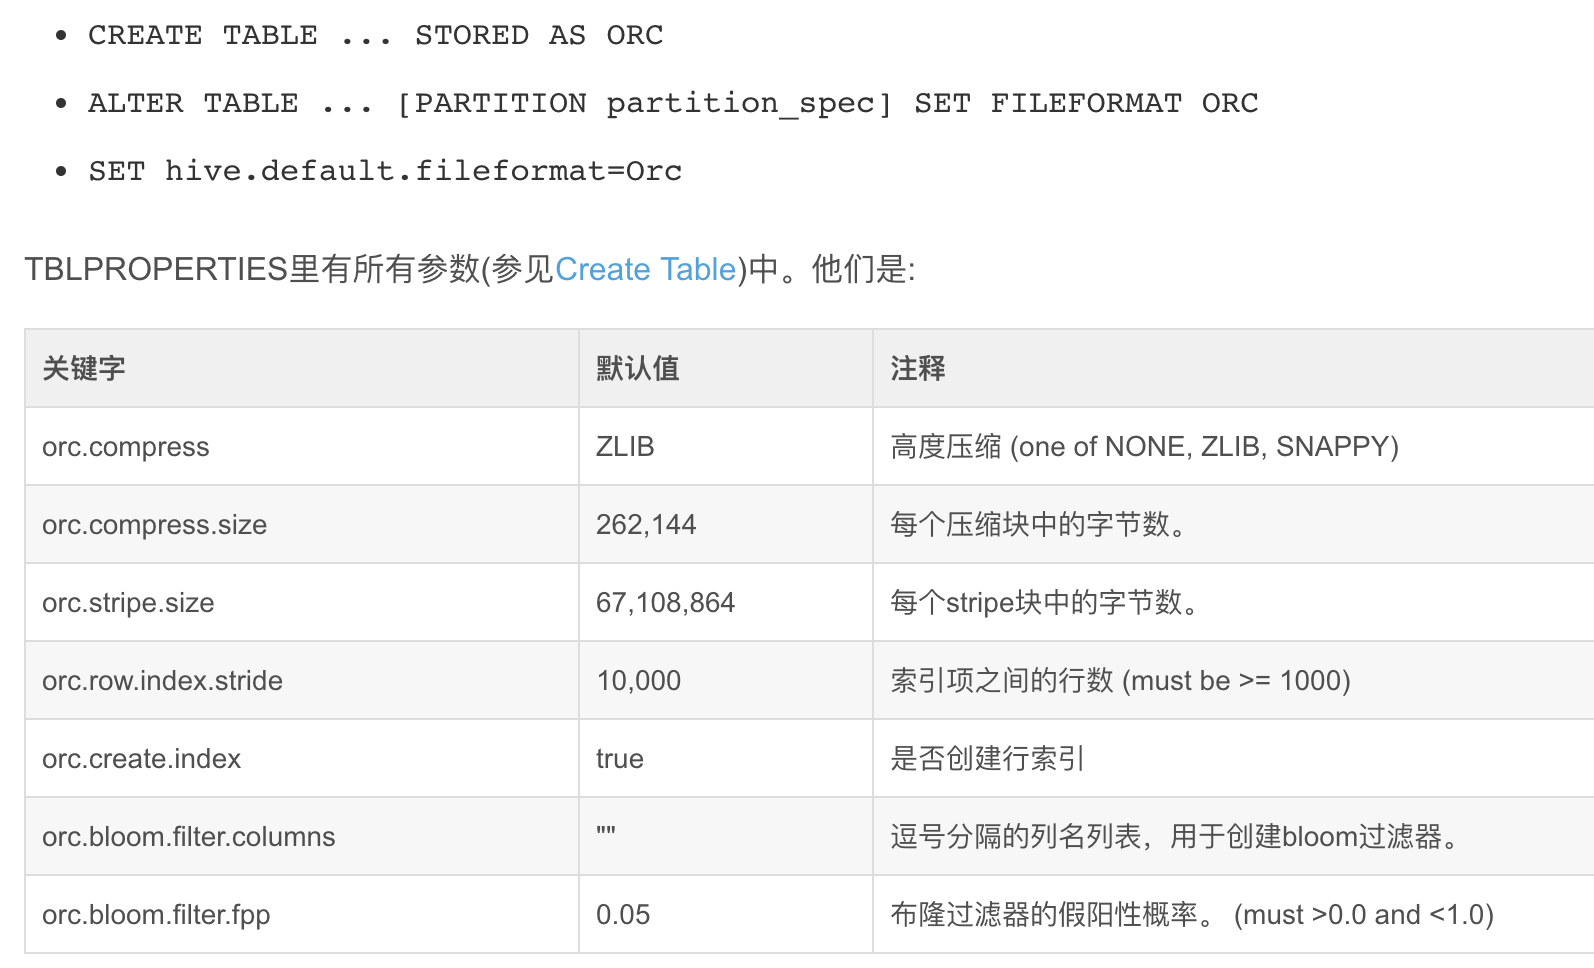 • CREATE TABLE ... STORED AS ORC
• ALTER TABLE ... [PARTITION partition_spec] SET FILEFORMAT ORC
• SET hive.default.fileformat=Orc
TBLPROPERTIES里有所有参数(参见Create Table)中。他们是:
关键字 默认值 注释
orc.compress ZLIB 高度压缩 (one of NONE, ZLIB, SNAPPY)
orc.compress.size 262,144 每个压缩块中的字节数。
orc.stripe.size 67,108,864 每个stripe块中的字节数。
orc.row.index.stride 10,000 索引项之间的行数 (must be >= 1000)
orc.create.index true 是否创建行索引
orc.bloom.filter.columns "" 逗号分隔的列名列表，用于创建bloom过滤器。
orc.bloom.filter.fpp 0.05 布隆过滤器的假阳性概率。 (must >0.0 and <1.0)